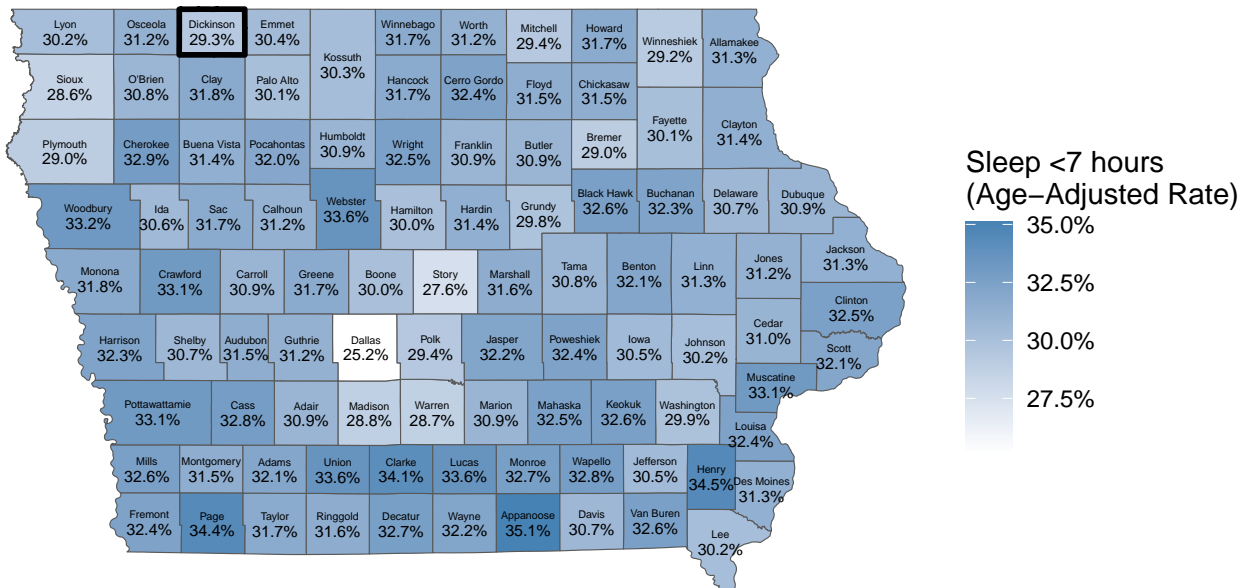 Lyon
30.2%
Osceola
31.2%
Dickinson
29.3%
Emmet
30.4%
Kossuth
30.3%
Winnebago
31.7%
Worth
31.2%
Mitchell
29.4%
Howard
31.7%
Winneshiek
29.2%
Allamakee
31.3%
Sioux
28.6%
O'Brien
30.8%
Clay
31.8%
Palo Alto
30.1%
Hancock
31.7%
Cerro Gordo
32.4%
Floyd
31.5%
Chickasaw
31.5%
Fayette
30.1%
Clayton
31.4%
Plymouth
29.0%
Cherokee
32.9%
Buena Vista
31.4%
Pocahontas
32.0%
Humboldt
30.9%
Wright
32.5%
Franklin
30.9%
Butler
30.9%
Bremer
29.0%
Woodbury
33.2%
Ida
30.6%
Sac
31.7%
Calhoun
31.2%
Webster
33.6%
Hamilton
30.0%
Hardin
31.4%
Grundy
29.8%
Black Hawk
32.6%
Buchanan
32.3%
Delaware
30.7%
Dubuque
30.9%
Monona
31.8%
Crawford
33.1%
Carroll
30.9%
Greene
31.7%
Boone
30.0%
Story
27.6%
Marshall
31.6%
Tama
30.8%
Benton
32.1%
Linn
31.3%
Jones
31.2%
Jackson
31.3%
Clinton
32.5%
Harrison
32.3%
Shelby
30.7%
Audubon
31.5%
Guthrie
31.2%
Dallas
25.2%
Polk
29.4%
Jasper
32.2%
Poweshiek
32.4%
Iowa
30.5%
Johnson
30.2%
Cedar
31.0%
Scott
32.1%
Muscatine
33.1%
Pottawattamie
33.1%
Cass
32.8%
Adair
30.9%
Madison
28.8%
Warren
28.7%
Marion
30.9%
Mahaska
32.5%
Keokuk
32.6%
Washington
29.9%
Louisa
32.4%
Mills
32.6%
Montgomery
31.5%
Adams
32.1%
Union
33.6%
Clarke
34.1%
Lucas
33.6%
Monroe
32.7%
Wapello
32.8%
Jefferson
30.5%
Henry
34.5%
Des Moines
31.3%
Fremont
32.4%
Page
34.4%
Taylor
31.7%
Ringgold
31.6%
Decatur
32.7%
Wayne
32.2%
Appanoose
35.1%
Davis
30.7%
Van Buren
32.6%
Lee
30.2%
Sleep <7 hours
(Age−Adjusted Rate)
35.0%
32.5%
30.0%
27.5%